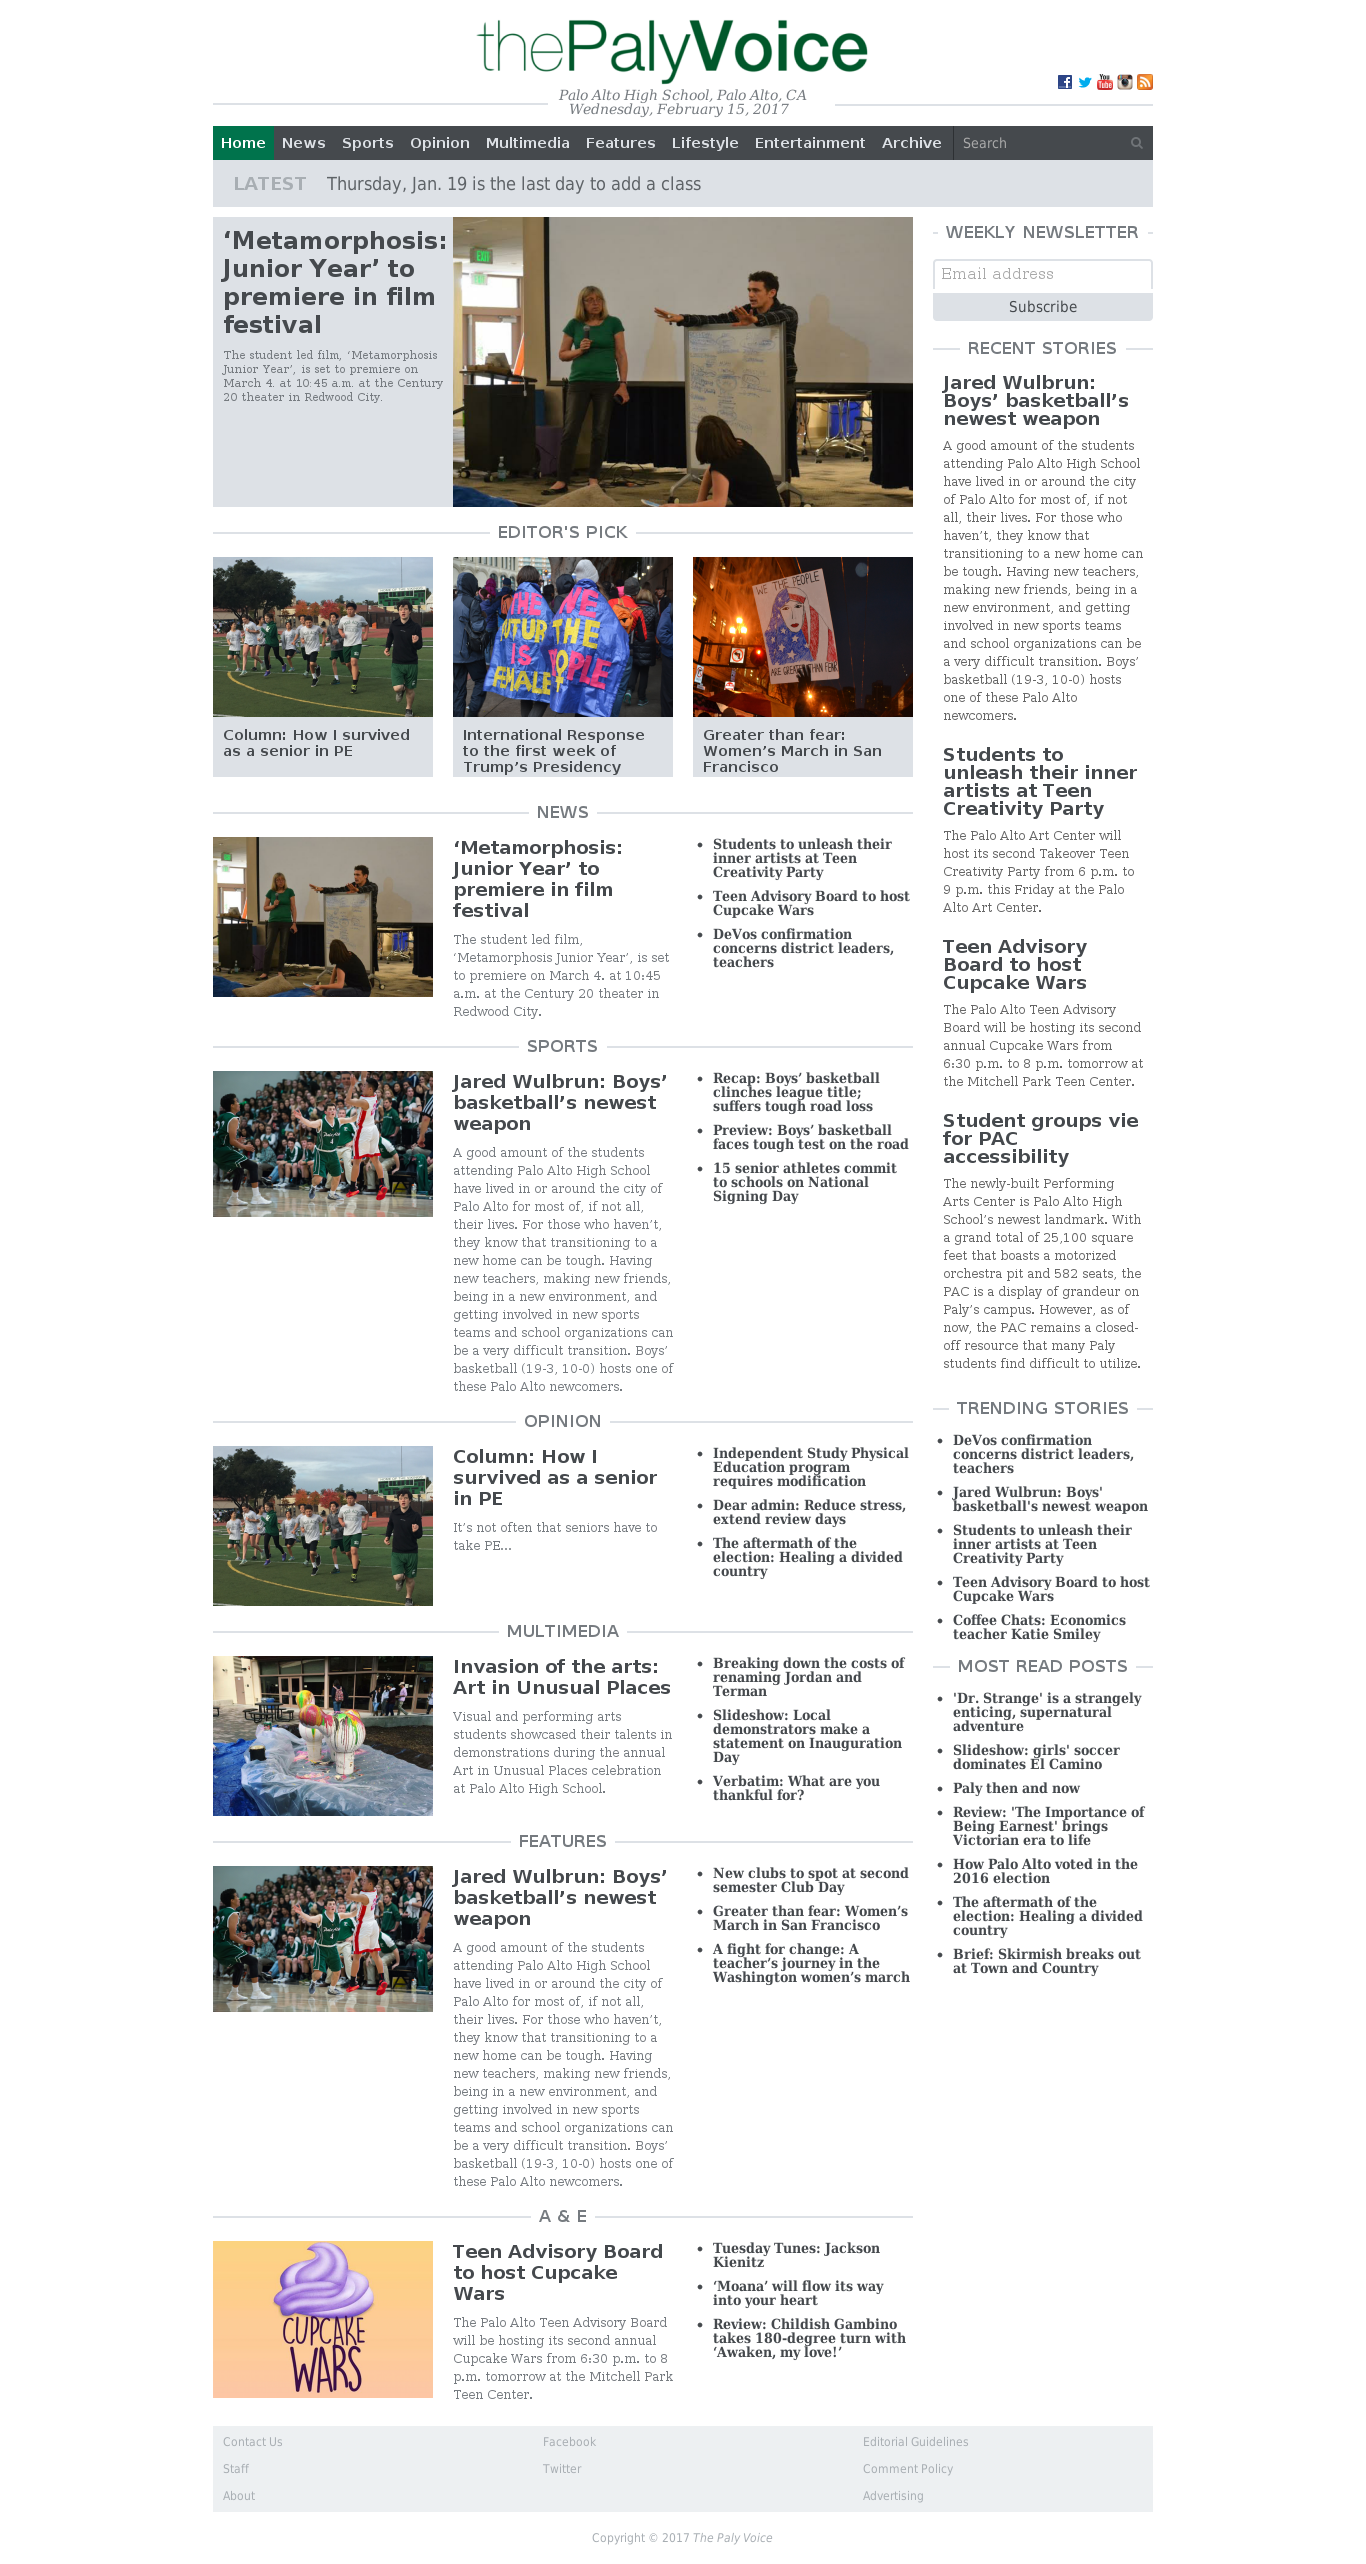 thePalyVoice
Palo Alto High School, Palo Alto, CA
Wednesday, February 15, 2017
Home News Sports Opinion Multimedia Features Lifestyle Entertainment Archive Search
LATEST Thursday, Jan. 19 is the last day to add a class
‘Metamorphosis:
Junior Year’ to
premiere in film
festival
The student led film, ‘Metamorphosis
Junior Year’, is set to premiere on
March 4. at 10:45 a.m. at the Century
20 theater in Redwood City.
EXIT
EDITOR'S PICK
THE
FUTUR
IS
FEMALE
WE
THE
PEOPLE
WE THE PEOPLE
ARE GREATER THAN FEAR
Column: How I survived
as a senior in PE
International Response
to the first week of
Trump’s Presidency
Greater than fear:
Women’s March in San
Francisco
NEWS
‘Metamorphosis:
Junior Year’ to
premiere in film
festival
The student led film,
‘Metamorphosis Junior Year’, is set
to premiere on March 4. at 10:45
a.m. at the Century 20 theater in
Redwood City.
• Students to unleash their
inner artists at Teen
Creativity Party
• Teen Advisory Board to host
Cupcake Wars
• DeVos confirmation
concerns district leaders,
teachers
SPORTS
Jared Wulbrun: Boys’
basketball’s newest
weapon
A good amount of the students
attending Palo Alto High School
have lived in or around the city of
Palo Alto for most of, if not all,
their lives. For those who haven’t,
they know that transitioning to a
new home can be tough. Having
new teachers, making new friends,
being in a new environment, and
getting involved in new sports
teams and school organizations can
be a very difficult transition. Boys’
basketball (19-3, 10-0) hosts one of
these Palo Alto newcomers.
• Recap: Boys’ basketball
clinches league title;
suffers tough road loss
• Preview: Boys’ basketball
faces tough test on the road
• 15 senior athletes commit
to schools on National
Signing Day
OPINION
Column: How I
survived as a senior
in PE
It’s not often that seniors have to
take PE...
• Independent Study Physical
Education program
requires modification
• Dear admin: Reduce stress,
extend review days
• The aftermath of the
election: Healing a divided
country
MULTIMEDIA
Invasion of the arts:
Art in Unusual Places
Visual and performing arts
students showcased their talents in
demonstrations during the annual
Art in Unusual Places celebration
at Palo Alto High School.
• Breaking down the costs of
renaming Jordan and
Terman
• Slideshow: Local
demonstrators make a
statement on Inauguration
Day
• Verbatim: What are you
thankful for?
FEATURES
Jared Wulbrun: Boys’
basketball’s newest
weapon
A good amount of the students
attending Palo Alto High School
have lived in or around the city of
Palo Alto for most of, if not all,
their lives. For those who haven’t,
they know that transitioning to a
new home can be tough. Having
new teachers, making new friends,
being in a new environment, and
getting involved in new sports
teams and school organizations can
be a very difficult transition. Boys’
basketball (19-3, 10-0) hosts one of
these Palo Alto newcomers.
• New clubs to spot at second
semester Club Day
• Greater than fear: Women’s
March in San Francisco
• A fight for change: A
teacher’s journey in the
Washington women’s march
A & E
CUPCAKE
WARS
Teen Advisory Board
to host Cupcake
Wars
The Palo Alto Teen Advisory Board
will be hosting its second annual
Cupcake Wars from 6:30 p.m. to 8
p.m. tomorrow at the Mitchell Park
Teen Center.
• Tuesday Tunes: Jackson
Kienitz
• ‘Moana’ will flow its way
into your heart
• Review: Childish Gambino
takes 180-degree turn with
‘Awaken, my love!’
WEEKLY NEWSLETTER
Email address
Subscribe
RECENT STORIES
Jared Wulbrun:
Boys’ basketball’s
newest weapon
A good amount of the students
attending Palo Alto High School
have lived in or around the city
of Palo Alto for most of, if not
all, their lives. For those who
haven’t, they know that
transitioning to a new home can
be tough. Having new teachers,
making new friends, being in a
new environment, and getting
involved in new sports teams
and school organizations can be
a very difficult transition. Boys’
basketball (19-3, 10-0) hosts
one of these Palo Alto
newcomers.
Students to
unleash their inner
artists at Teen
Creativity Party
The Palo Alto Art Center will
host its second Takeover Teen
Creativity Party from 6 p.m. to
9 p.m. this Friday at the Palo
Alto Art Center.
Teen Advisory
Board to host
Cupcake Wars
The Palo Alto Teen Advisory
Board will be hosting its second
annual Cupcake Wars from
6:30 p.m. to 8 p.m. tomorrow at
the Mitchell Park Teen Center.
Student groups vie
for PAC
accessibility
The newly-built Performing
Arts Center is Palo Alto High
School’s newest landmark. With
a grand total of 25,100 square
feet that boasts a motorized
orchestra pit and 582 seats, the
PAC is a display of grandeur on
Paly’s campus. However, as of
now, the PAC remains a closed-
off resource that many Paly
students find difficult to utilize.
TRENDING STORIES
• DeVos confirmation
concerns district leaders,
teachers
• Jared Wulbrun: Boys'
basketball's newest weapon
• Students to unleash their
inner artists at Teen
Creativity Party
• Teen Advisory Board to host
Cupcake Wars
• Coffee Chats: Economics
teacher Katie Smiley
MOST READ POSTS
• 'Dr. Strange' is a strangely
enticing, supernatural
adventure
• Slideshow: girls' soccer
dominates El Camino
• Paly then and now
• Review: 'The Importance of
Being Earnest' brings
Victorian era to life
• How Palo Alto voted in the
2016 election
• The aftermath of the
election: Healing a divided
country
• Brief: Skirmish breaks out
at Town and Country
Contact Us
Staff
About
Facebook
Twitter
Editorial Guidelines
Comment Policy
Advertising
Copyright © 2017 The Paly Voice